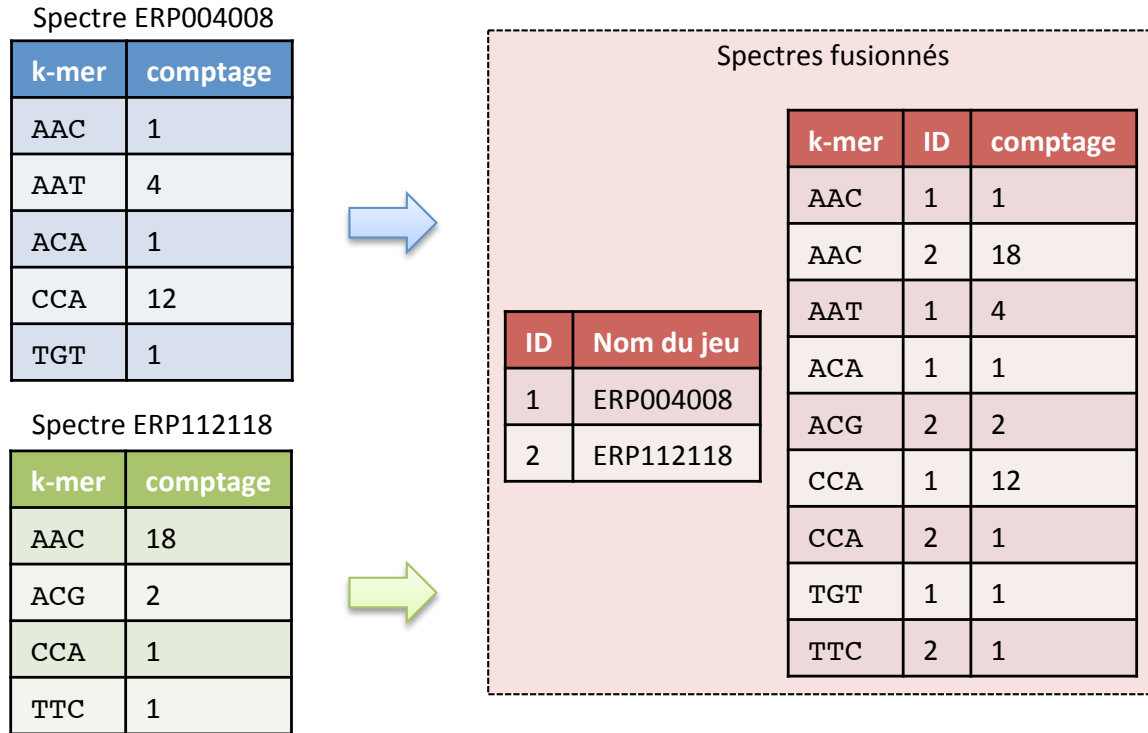 Spectre ERP004008
k-mer comptage
AAC 1
AAT 4
ACA 1
CCA 12
TGT 1
Spectre ERP112118
k-mer comptage
AAC 18
ACG 2
CCA 1
TTC 1
Spectres fusionnés
ID Nom du jeu
1 ERP004008
2 ERP112118
k-mer ID comptage
AAC 1 1
AAC 2 18
AAT 1 4
ACA 1 1
ACG 2 2
CCA 1 12
CCA 2 1
TGT 1 1
TTC 2 1